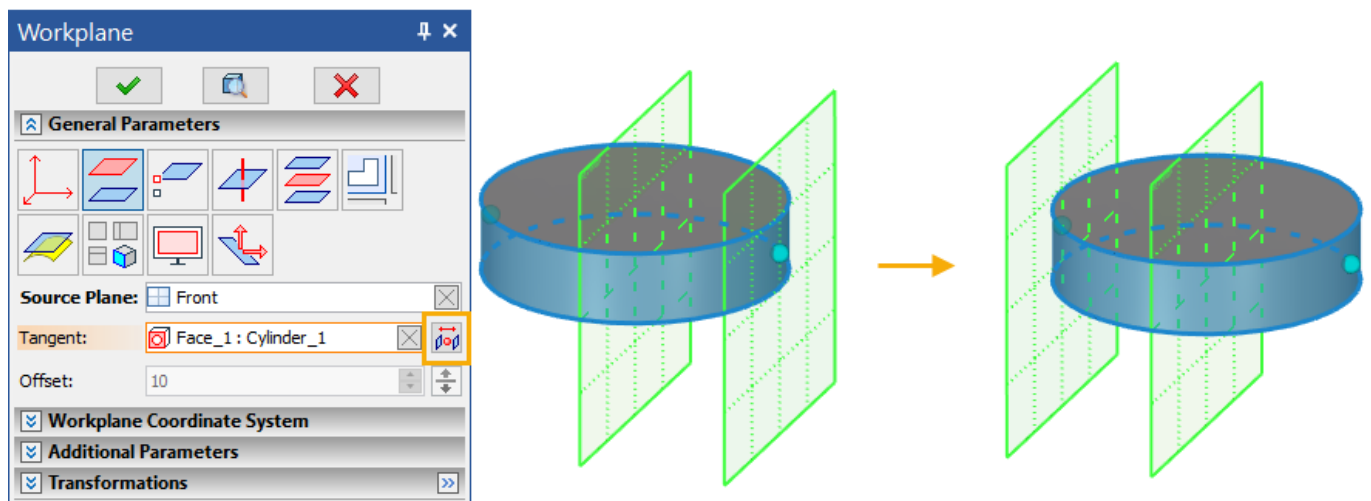 Workplane
General Parameters
Source Plane: Front
Tangent: Face_1 : Cylinder_1
Offset: 10
Workplane Coordinate System
Additional Parameters
Transformations